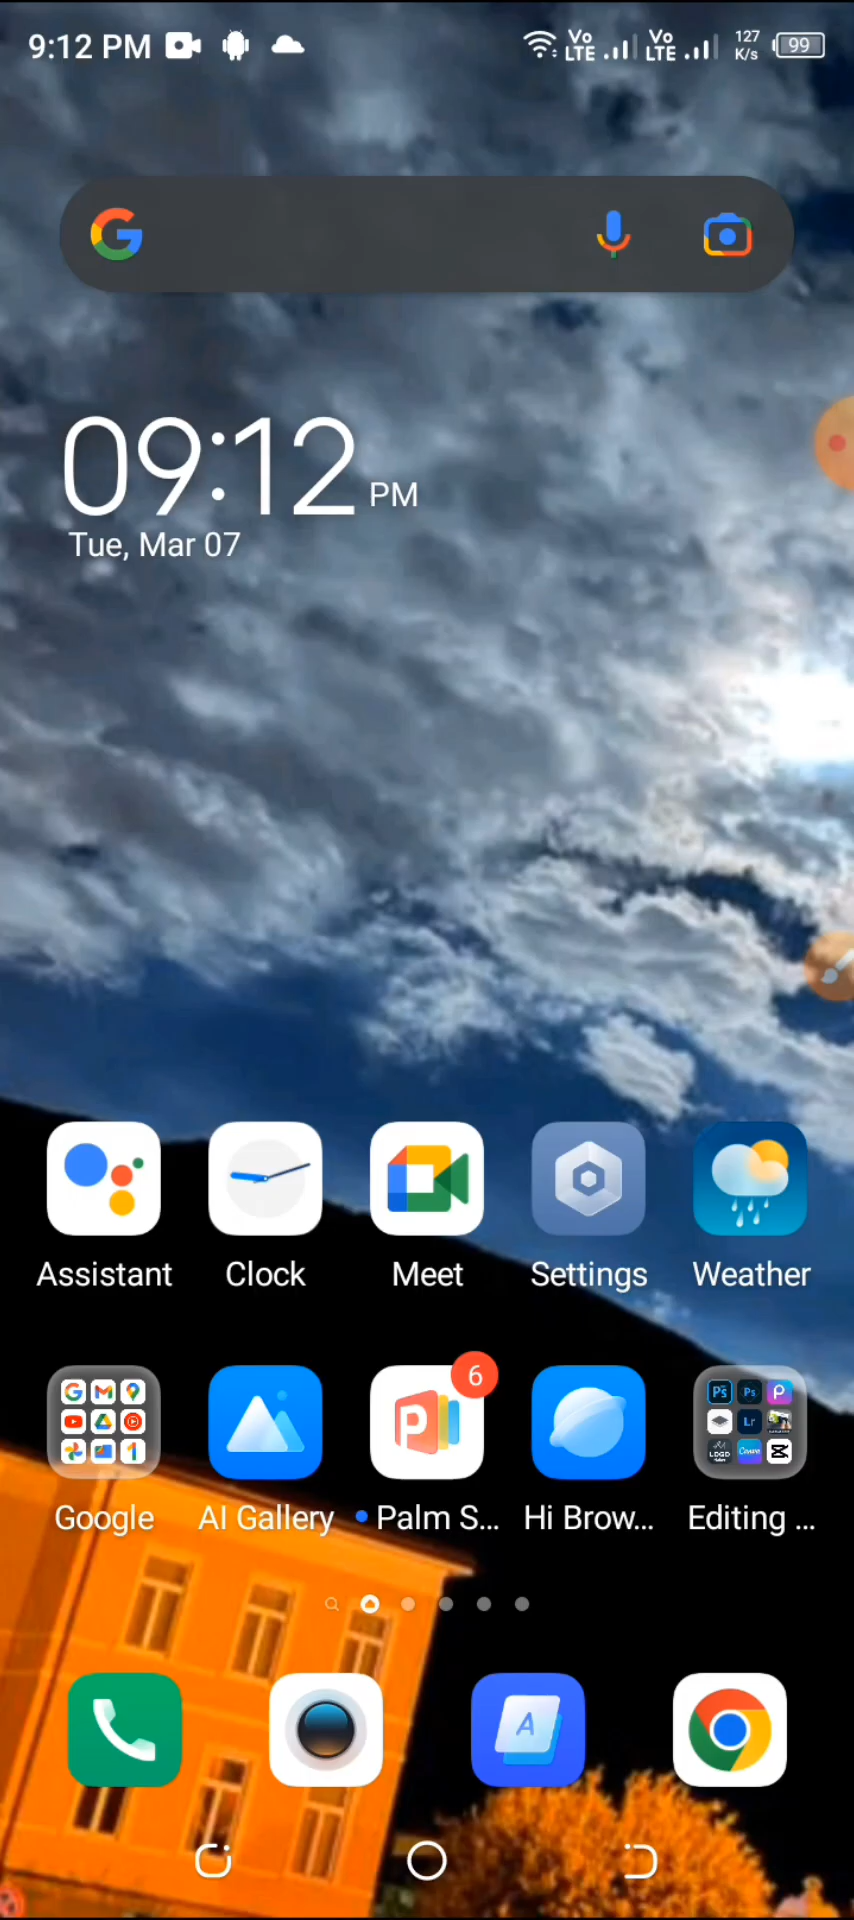 9:12 PM
Vo LTE
Vo LTE
127 K/s
99
09:12 PM
Tue, Mar 07
Assistant
Clock
Meet
Settings
Weather
6
Google
AI Gallery
Palm S...
Hi Brow...
Editing ...
A